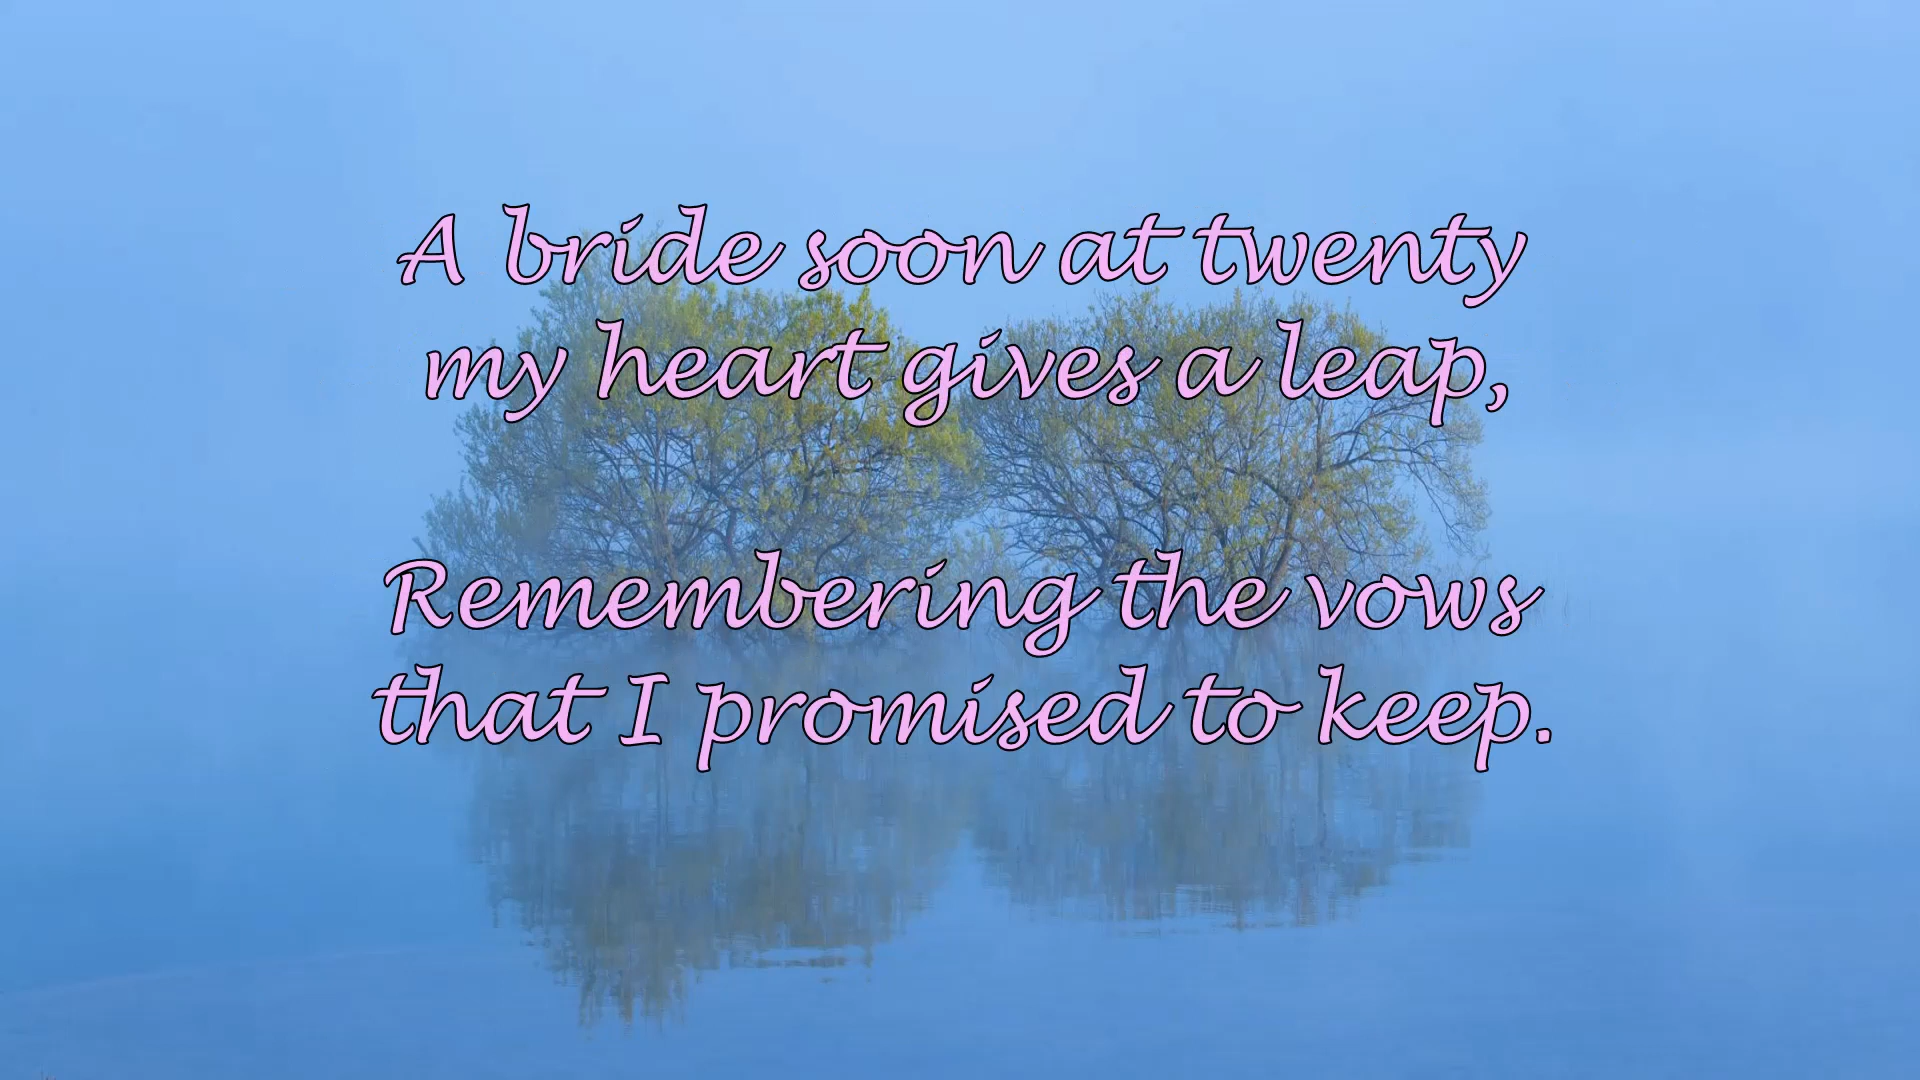 A bride soon at twenty
my heart gives a leap,
Remembering the vows
that I promised to keep.